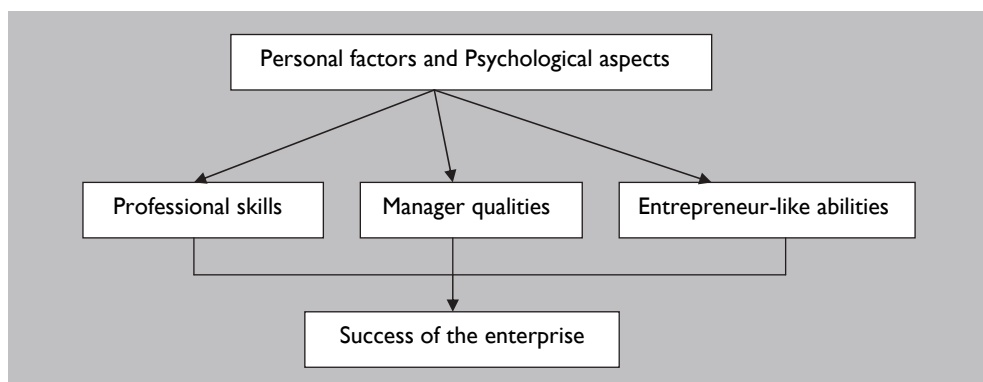 Personal factors and Psychological aspects
Professional skills
Manager qualities
Entrepreneur-like abilities
Success of the enterprise